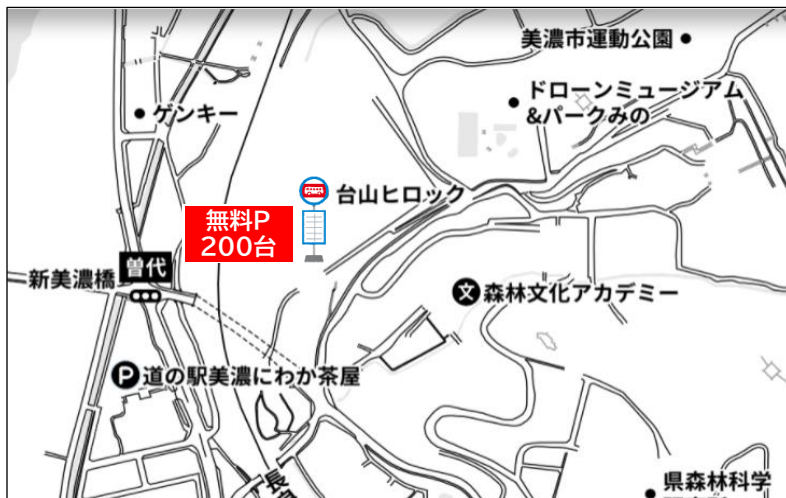 美濃市運動公園
ドローンミュージアム
&パークみの
ゲンキー
台山ヒロック
無料P
200台
曽代
新美濃橋
文 森林文化アカデミー
P 道の駅美濃にわか茶屋
長
県森林科学